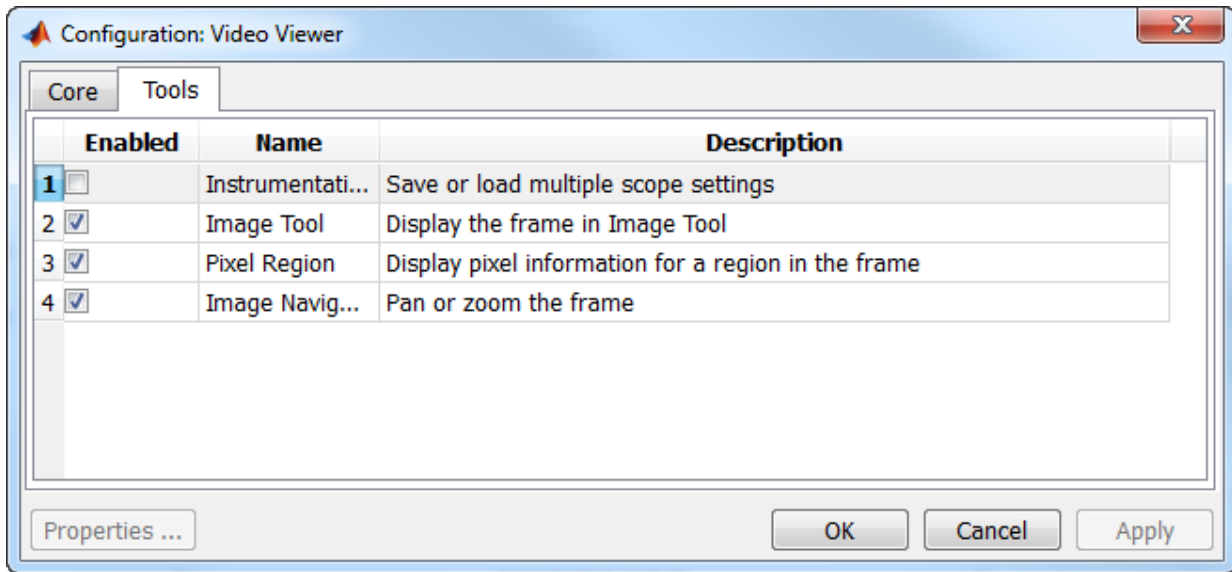 Configuration: Video Viewer
x
Core Tools
Enabled Name Description
1 Instrumentati... Save or load multiple scope settings
2 Image Tool Display the frame in Image Tool
3 Pixel Region Display pixel information for a region in the frame
4 Image Navig... Pan or zoom the frame
Properties ... OK Cancel Apply